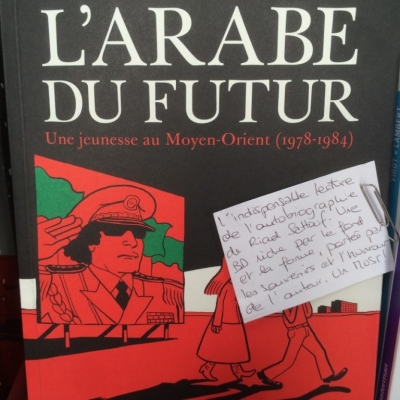 L'ARABE
DU FUTUR
Une jeunesse au Moyen-Orient (1978-1984)
L'indispensable lecture
de l'autobiographie
de Riad Sattouf. Une
BD riche par le fond
et la forme, portée par
les souvenirs et l'humour
de l'auteur. Un MUST!